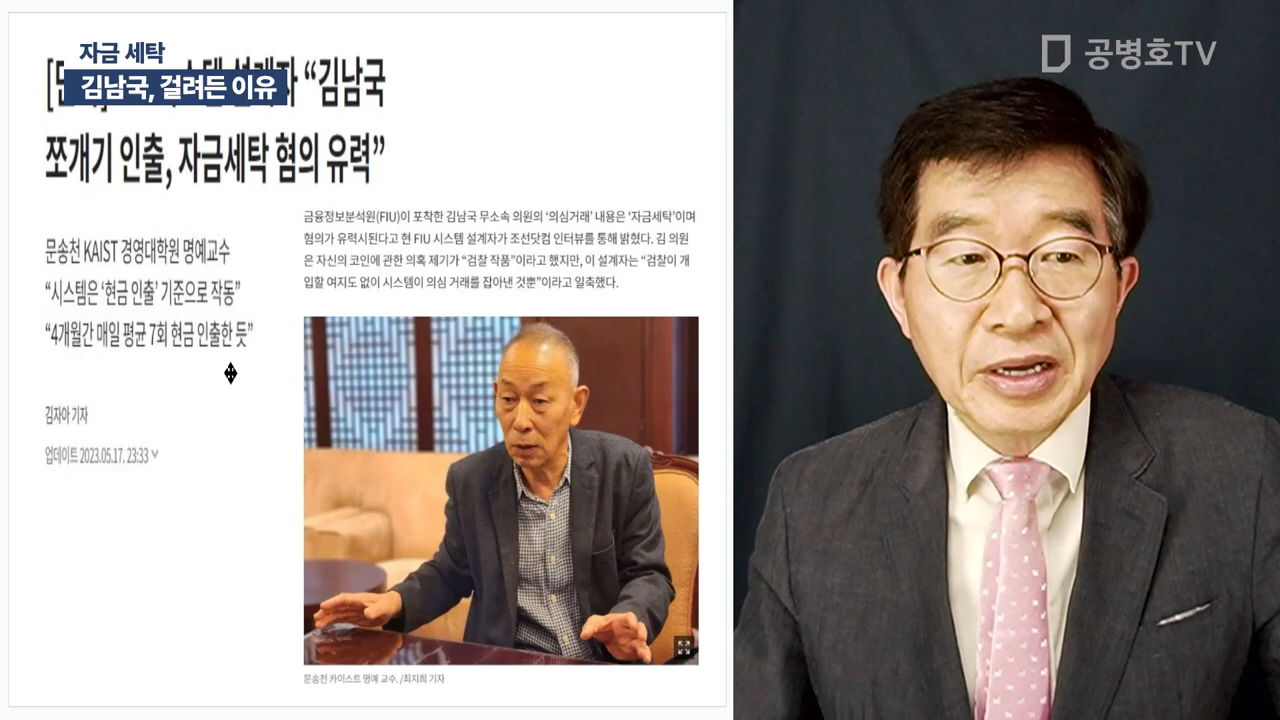 자금 세탁
김남국, 걸려든 이유
설계자 “김남국
쪼개기 인출, 자금세탁 혐의 유력”
문송천 KAIST 경영대학원 명예교수
“시스템은 ‘현금 인출’ 기준으로 작동”
“4개월간 매일 평균 7회 현금 인출한 듯”
김자아 기자
업데이트 2023.05.17. 23:33
금융정보분석원(FIU)이 포착한 김남국 무소속 의원의 ‘의심거래’ 내용은 ‘자금세탁’이며
혐의가 유력시된다고 현 FIU 시스템 설계자가 조선닷컴 인터뷰를 통해 밝혔다. 김 의원
은 자신의 코인에 관한 의혹 제기가 “검찰 작품”이라고 했지만, 이 설계자는 “검찰이 개
입할 여지도 없이 시스템이 의심 거래를 잡아낸 것뿐”이라고 일축했다.
문송천 카이스트 명예 교수. /최지희 기자
공병호TV